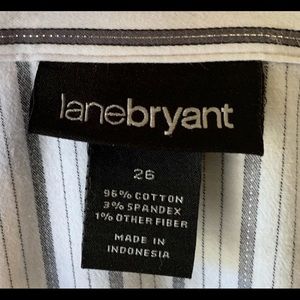 lanebryant
26
96% COTTON
3% SPANDEX
1% OTHER FIBER
MADE IN
INDONESIA